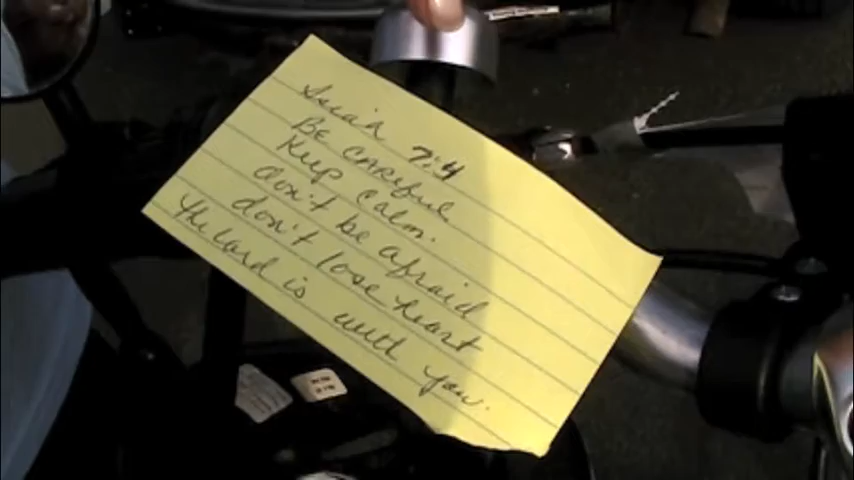 Isaiah 7:4
Be careful
Keep calm.
don't be afraid
don't lose heart
The Lord is with you.